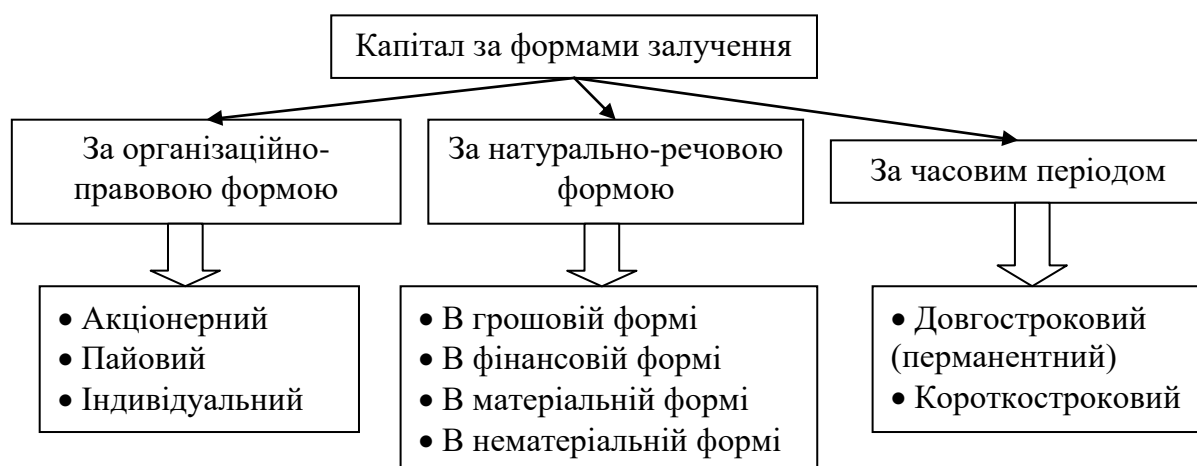 Капітал за формами залучення
За організаційно-
правовою формою
За натурально-речовою
формою
За часовим періодом
• Акціонерний
• Пайовий
• Індивідуальний
• В грошовій формі
• В фінансовій формі
• В матеріальній формі
• В нематеріальній формі
• Довгостроковий
(перманентний)
• Короткостроковий